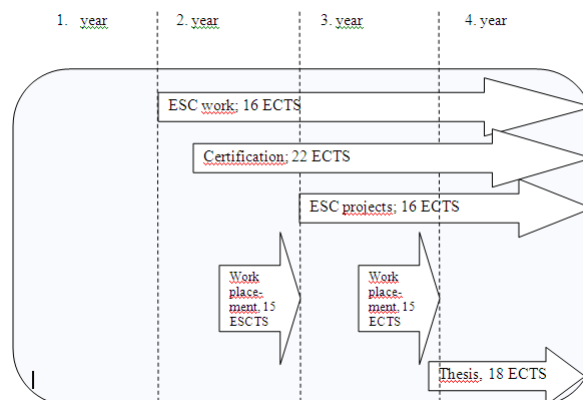 1. year 2. year 3. year 4. year
ESC work; 16 ECTS
Certification; 22 ECTS
ESC projects; 16 ECTS
Work
place-
ment, 15
ESCTS
Work
place-
ment, 15
ECTS
Thesis, 18 ECTS